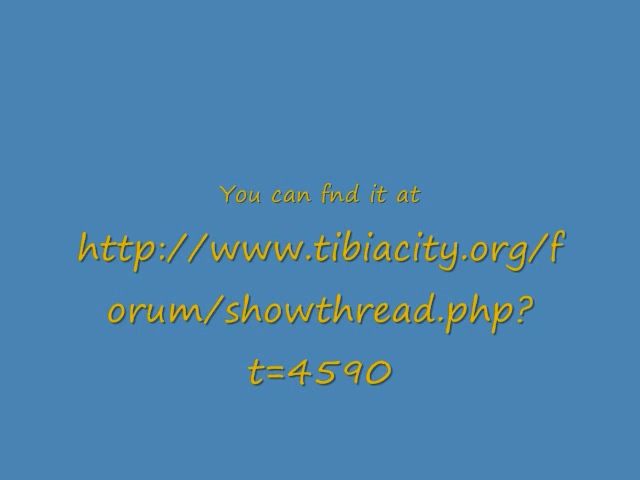 You can fnd it at
http://www.tibiacity.org/f
orum/showthread.php?
t=4590